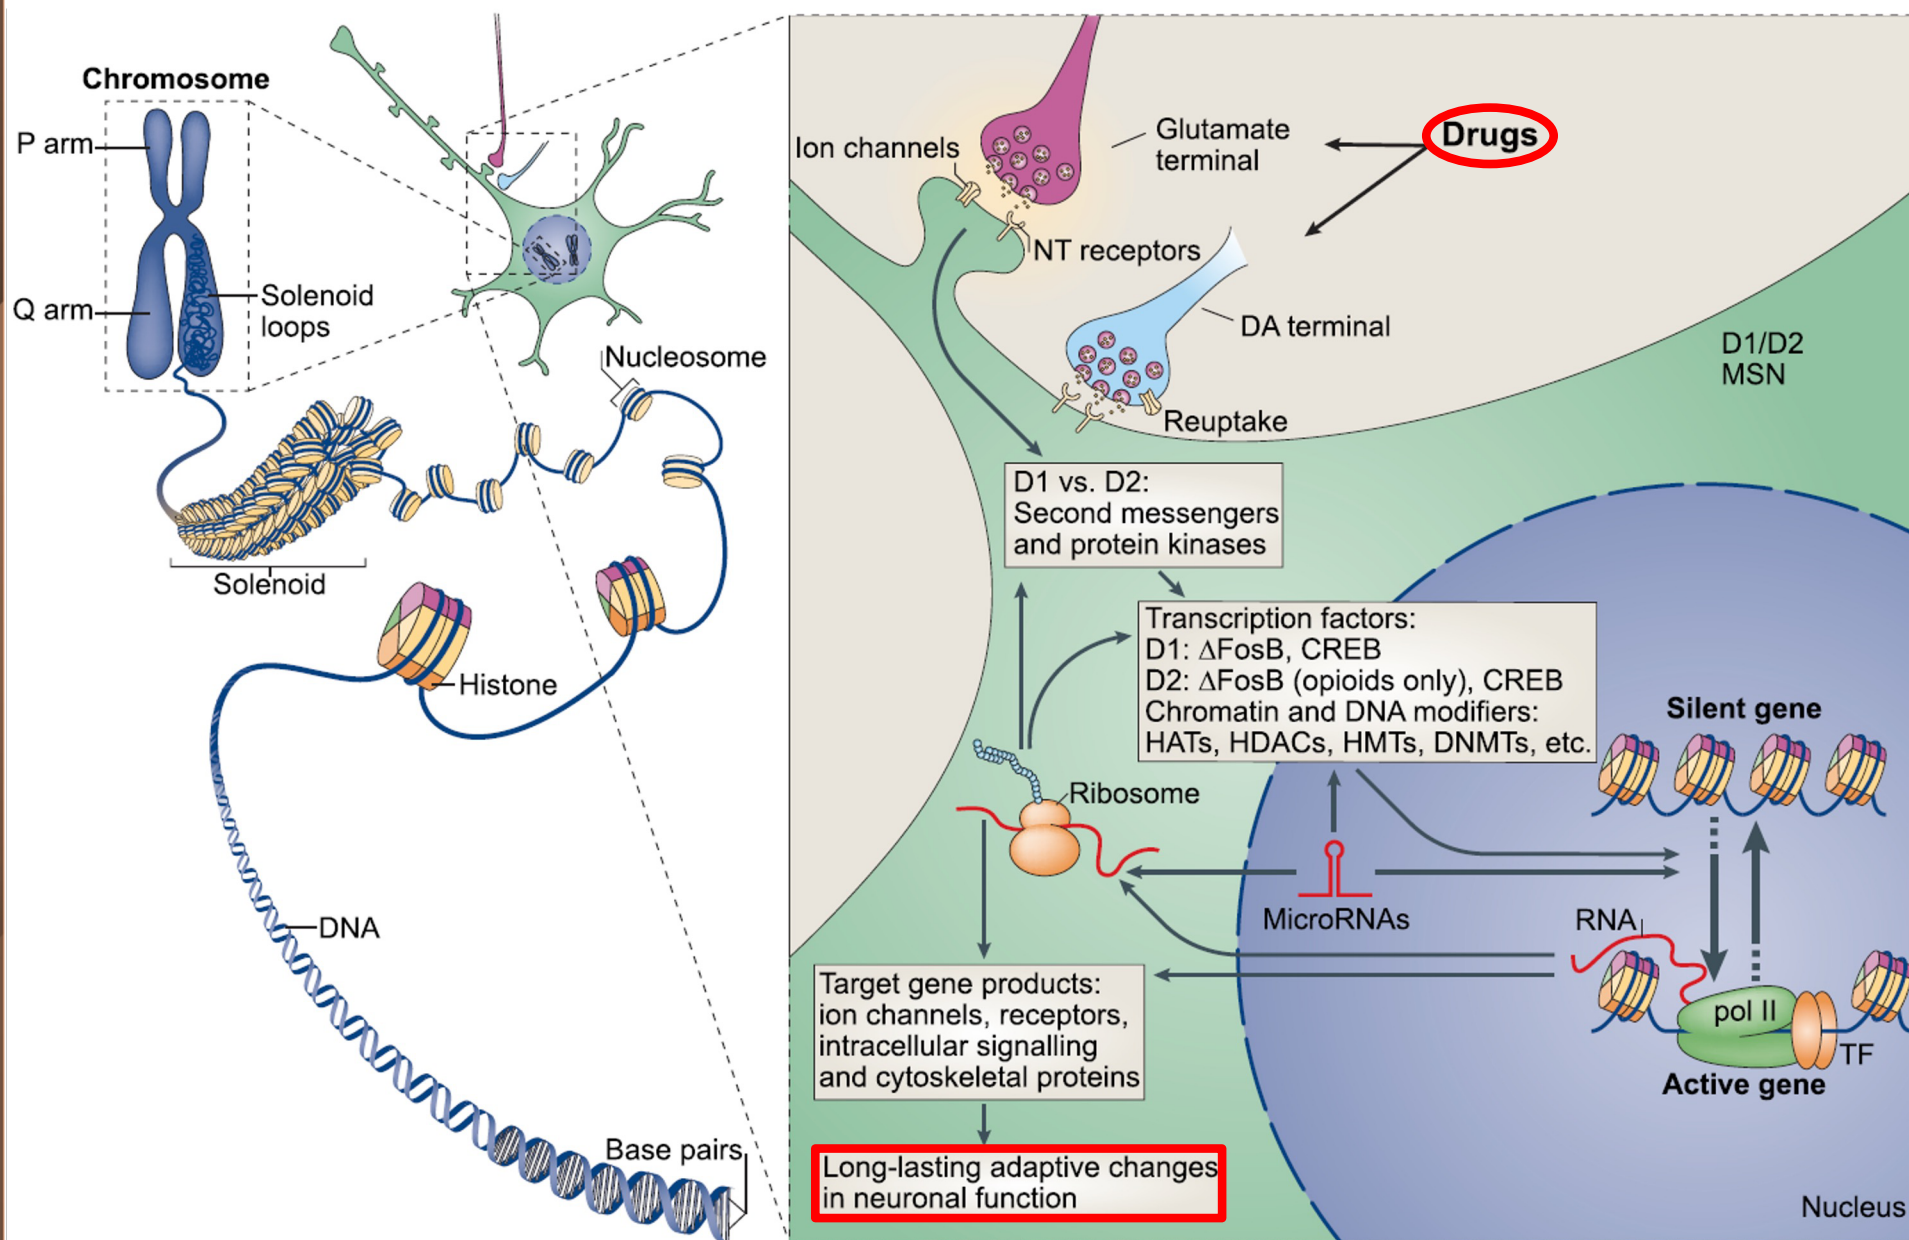 Chromosome
P arm
Q arm
Solenoid
loops
Nucleosome
Solenoid
Histone
DNA
Base pairs
Ion channels
Glutamate
terminal
Drugs
NT receptors
DA terminal
Reuptake
D1/D2
MSN
D1 vs. D2:
Second messengers
and protein kinases
Transcription factors:
D1: ΔFosB, CREB
D2: ΔFosB (opioids only), CREB
Chromatin and DNA modifiers:
HATs, HDACs, HMTs, DNMTs, etc.
Silent gene
Ribosome
MicroRNAs
RNA
pol II
TF
Active gene
Target gene products:
ion channels, receptors,
intracellular signalling
and cytoskeletal proteins
Long-lasting adaptive changes
in neuronal function
Nucleus